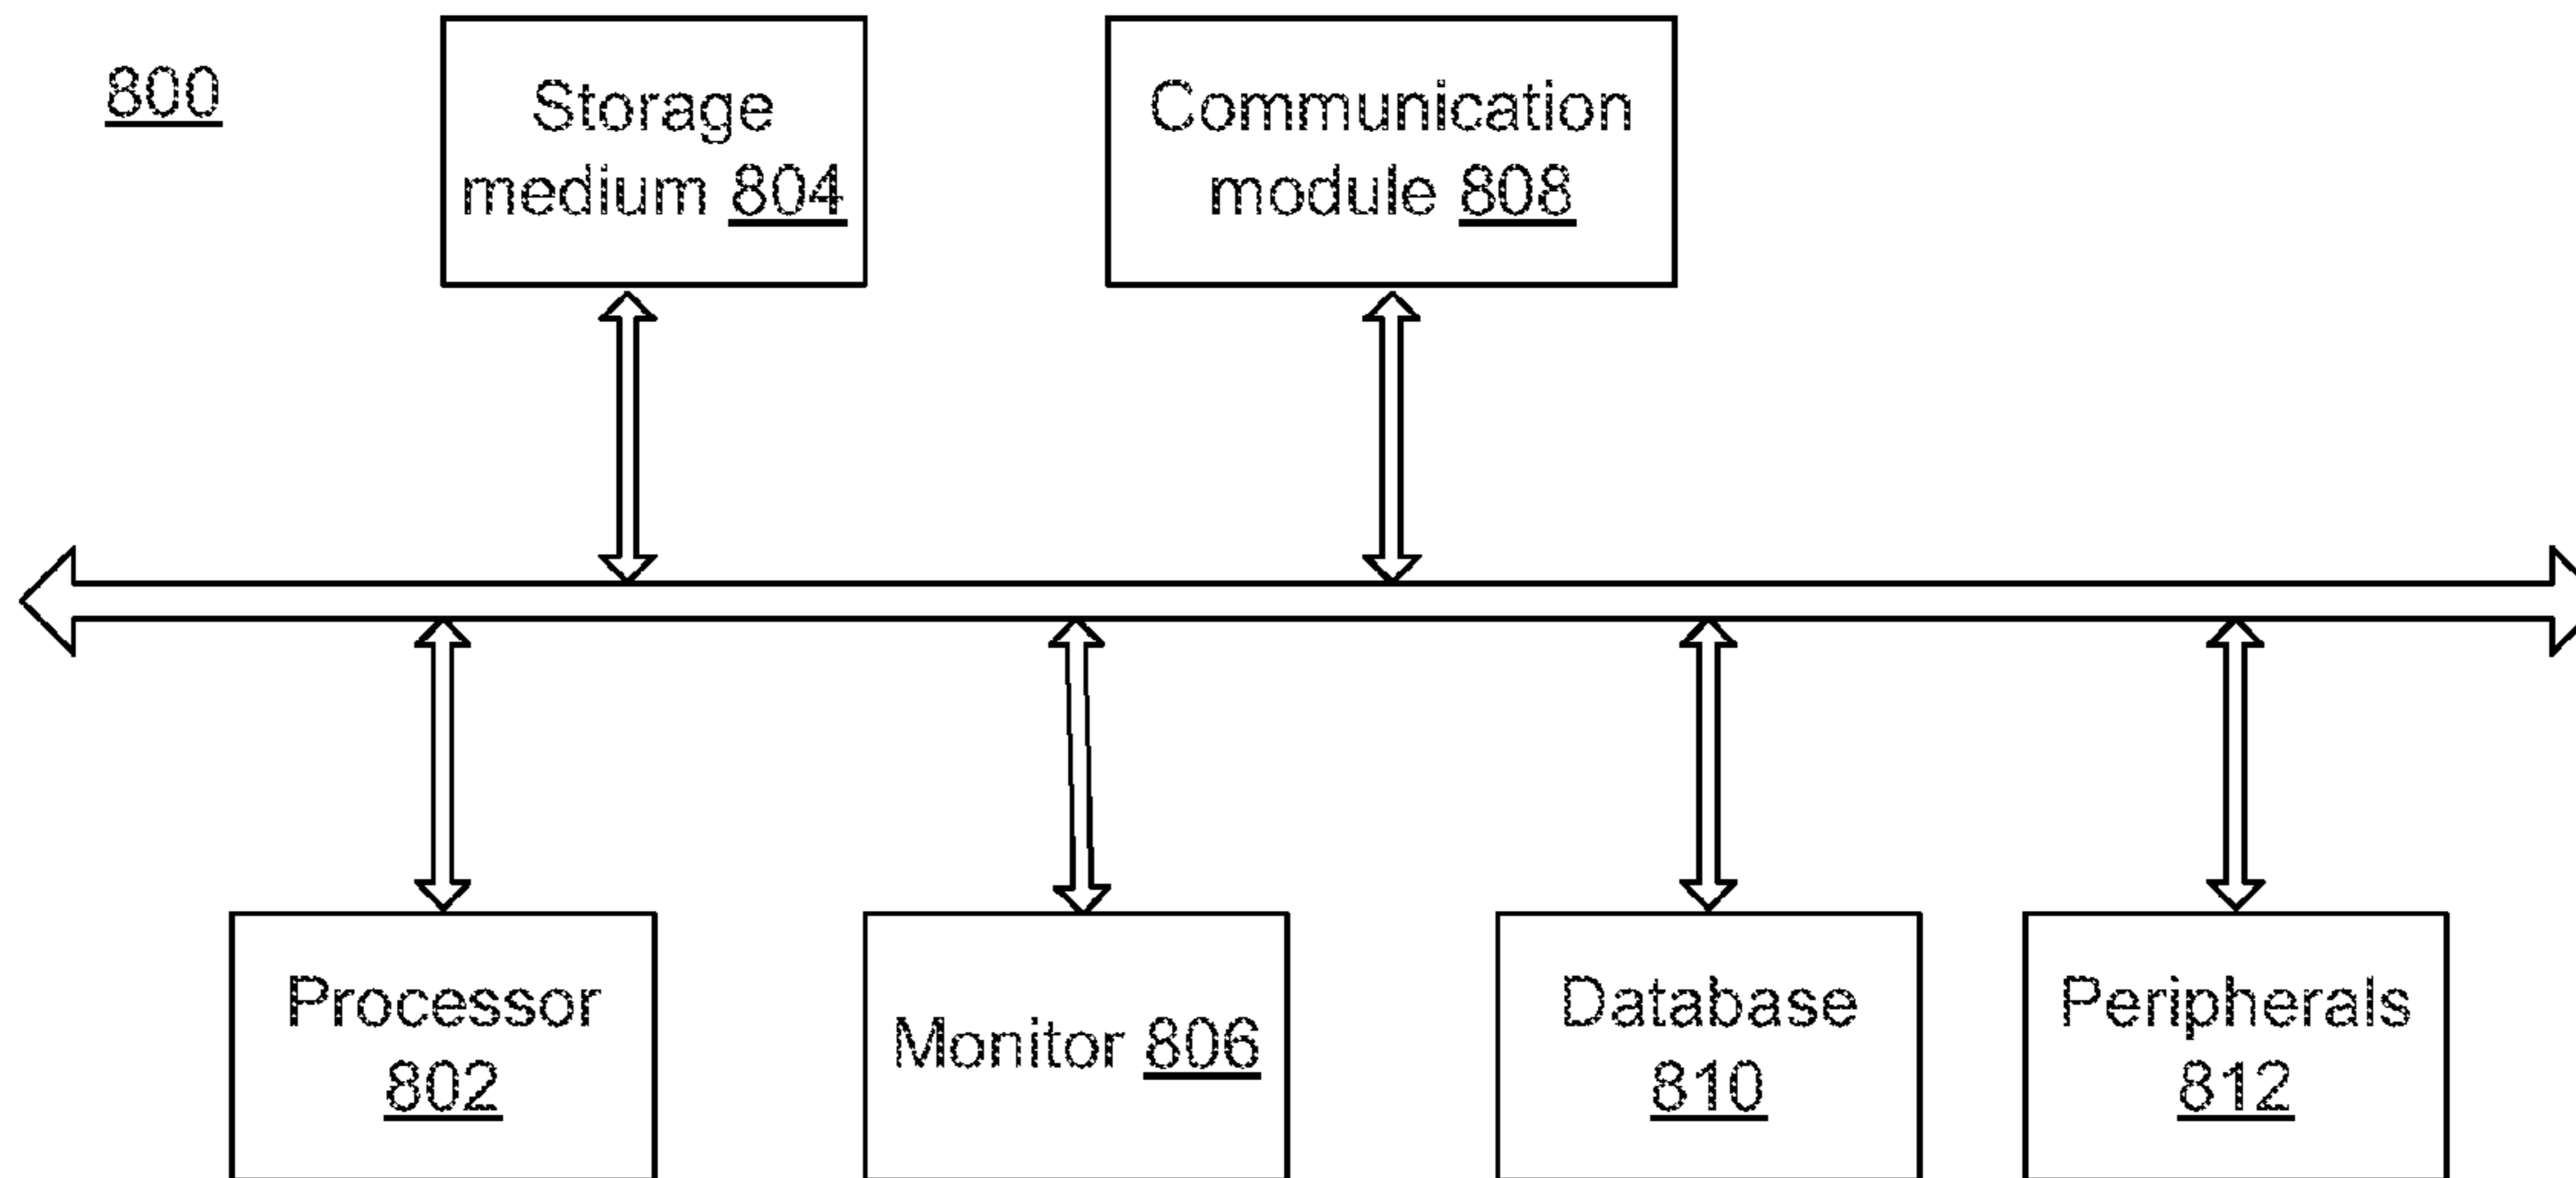 800
Storage
medium 804
Communication
module 808
Processor
802
Monitor 806
Database
810
Peripherals
812